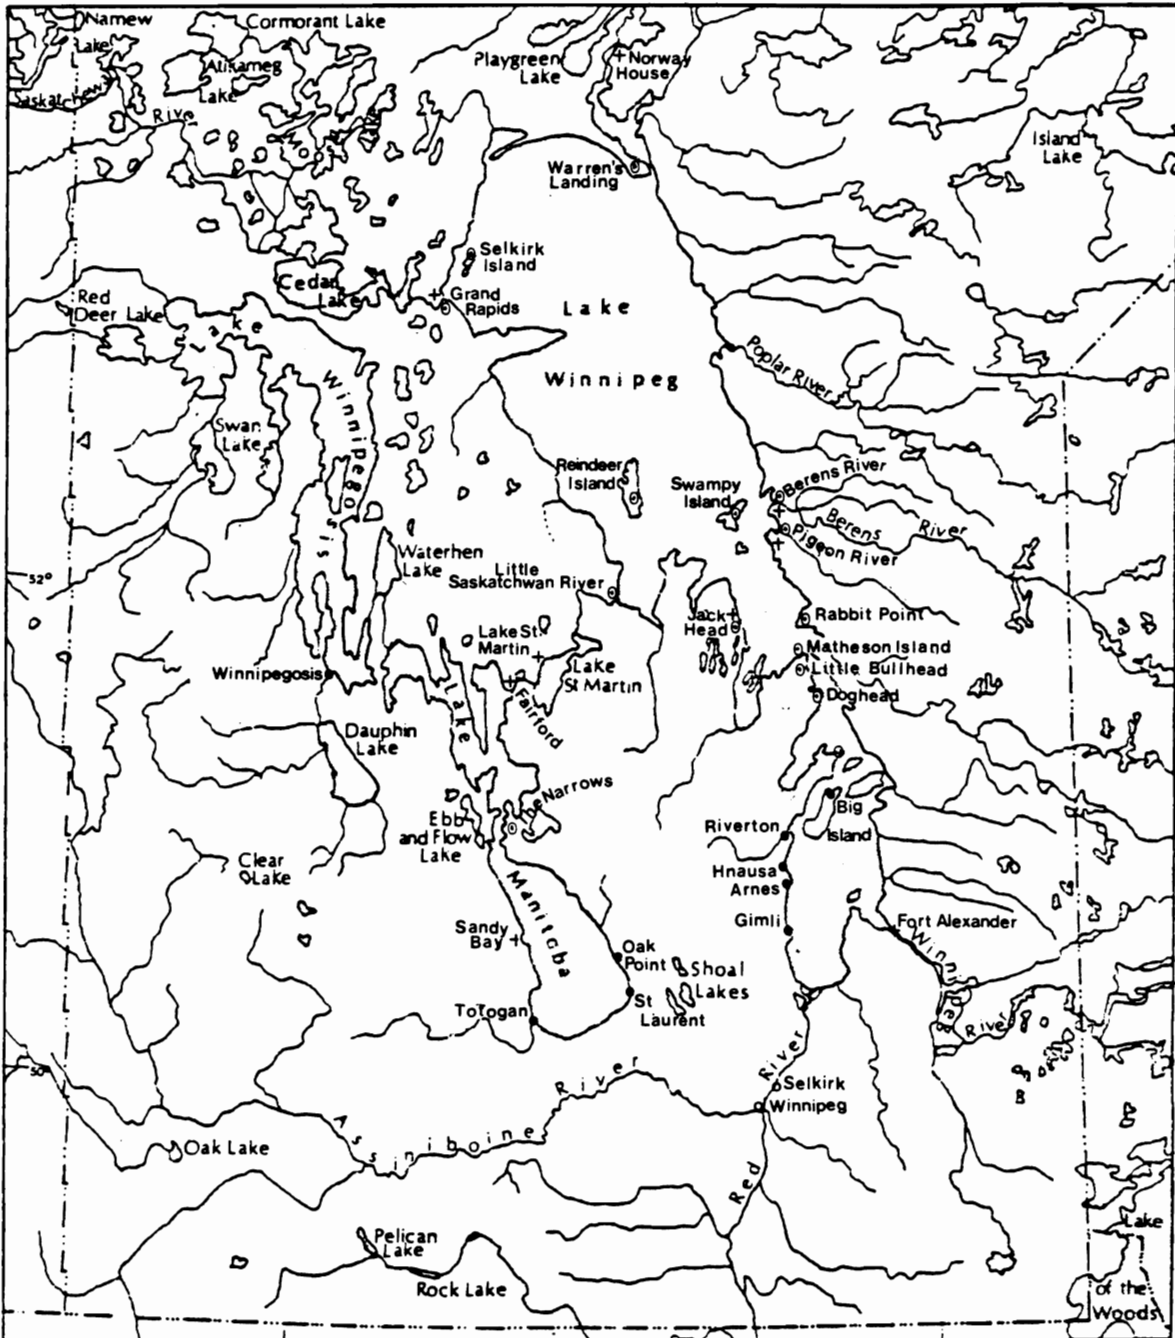 Namew
Lake
Cormorant Lake
Atikameg
Lake
Saskatchewan
River
Moose
Lake
Playgreen
Lake
Norway
House
Island
Lake
Warren's
Landing
Selkirk
Island
Cedar
Lake
Grand
Rapids
Red
Deer Lake
Lake
Winnipegosis
Lake
Winnipeg
Poplar River
Swan
Lake
Reindeer
Island
Swampy
Island
Berens River
Berens River
Pigeon River
52°
Waterhen
Lake
Little
Saskatchwan River
Jack
Head
Rabbit Point
Lake St.
Martin
Matheson Island
Little Bullhead
Lake
St Martin
Winnipegosis
Doghead
Fairford
Dauphin
Lake
Lake
Manitoba
The Narrows
Ebb
and Flow
Lake
Big
Island
Riverton
Clear
Lake
Hnausa
Arnes
Gimli
Fort Alexander
Winnipeg
River
Sandy
Bay
Oak
Point
Shoal
Lakes
St
Laurent
ToTogan
50°
River
Selkirk
Winnipeg
Assiniboine
River
Oak Lake
Red
Pelican
Lake
Rock Lake
Lake
of the
Woods